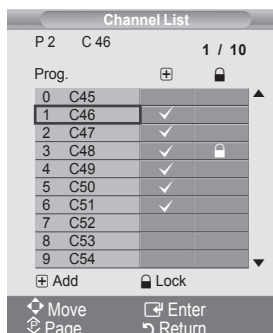 Channel List
P 2 C 46
1 / 10
Prog.
0 C45
1 C46
2 C47
3 C48
4 C49
5 C50
6 C51
7 C52
8 C53
9 C54
Add Lock
Move Enter
Page Return